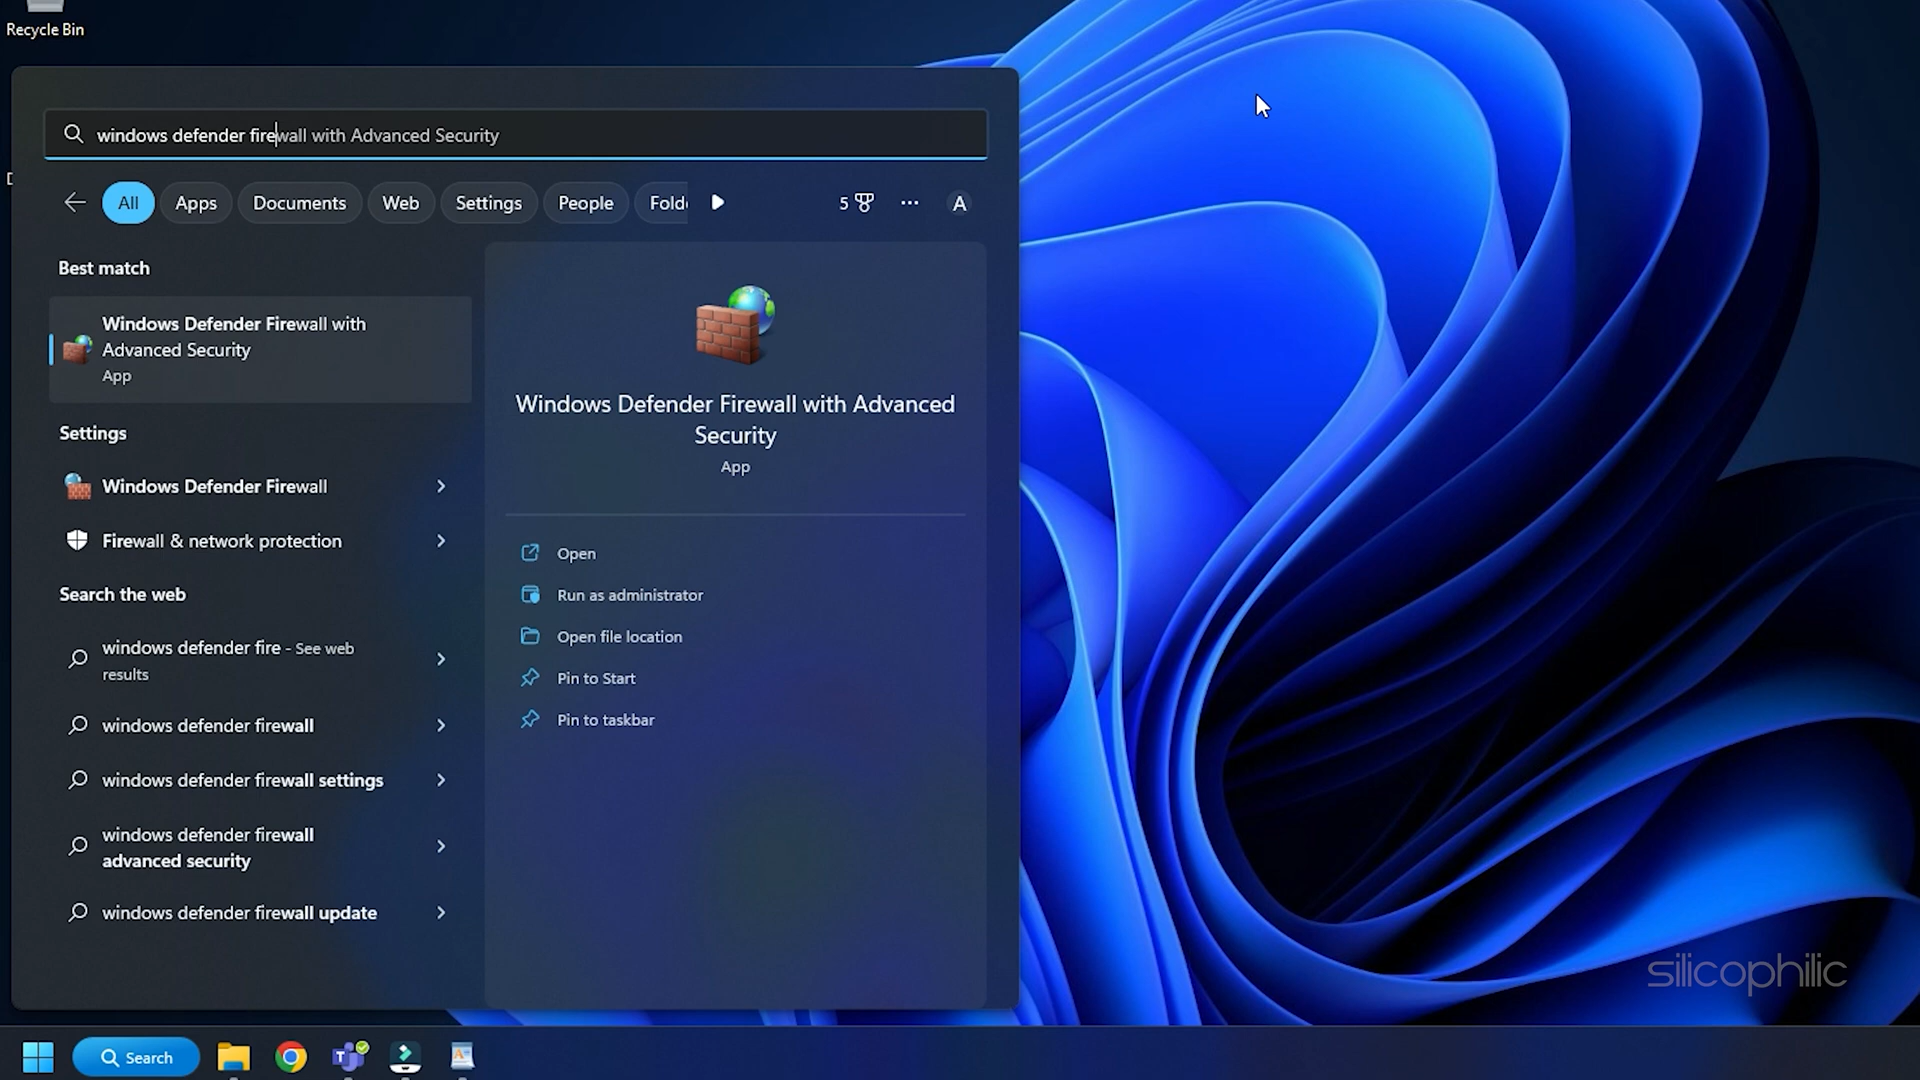 Recycle Bin
windows defender firewall with Advanced Security
All Apps Documents Web Settings People Folde 5 ... A
Best match
Windows Defender Firewall with
Advanced Security
App
Settings
Windows Defender Firewall
Firewall & network protection
Search the web
windows defender fire - See web
results
windows defender firewall
windows defender firewall settings
windows defender firewall
advanced security
windows defender firewall update
Windows Defender Firewall with Advanced
Security
App
Open
Run as administrator
Open file location
Pin to Start
Pin to taskbar
silicophilic
Search